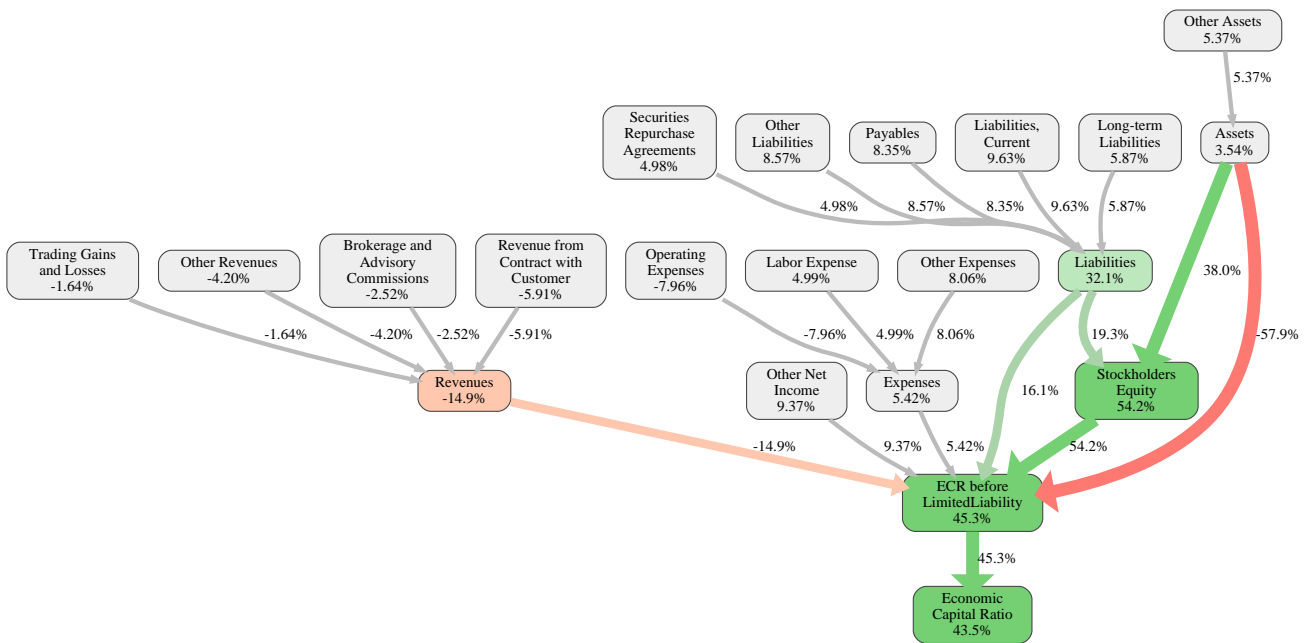 Other Assets
5.37%
5.37%
Securities
Repurchase
Agreements
4.98%
Other
Liabilities
8.57%
Payables
8.35%
Liabilities,
Current
9.63%
Long-term
Liabilities
5.87%
Assets
3.54%
4.98%
8.57%
8.35%
9.63%
5.87%
Trading Gains
and Losses
-1.64%
Other Revenues
-4.20%
Brokerage and
Advisory
Commissions
-2.52%
Revenue from
Contract with
Customer
-5.91%
Operating
Expenses
-7.96%
Labor Expense
4.99%
Other Expenses
8.06%
Liabilities
32.1%
38.0%
-1.64%
-4.20%
-2.52%
-5.91%
-7.96%
4.99%
8.06%
19.3%
-57.9%
Revenues
-14.9%
Other Net
Income
9.37%
Expenses
5.42%
16.1%
Stockholders
Equity
54.2%
-14.9%
9.37%
5.42%
54.2%
ECR before
LimitedLiability
45.3%
45.3%
Economic
Capital Ratio
43.5%